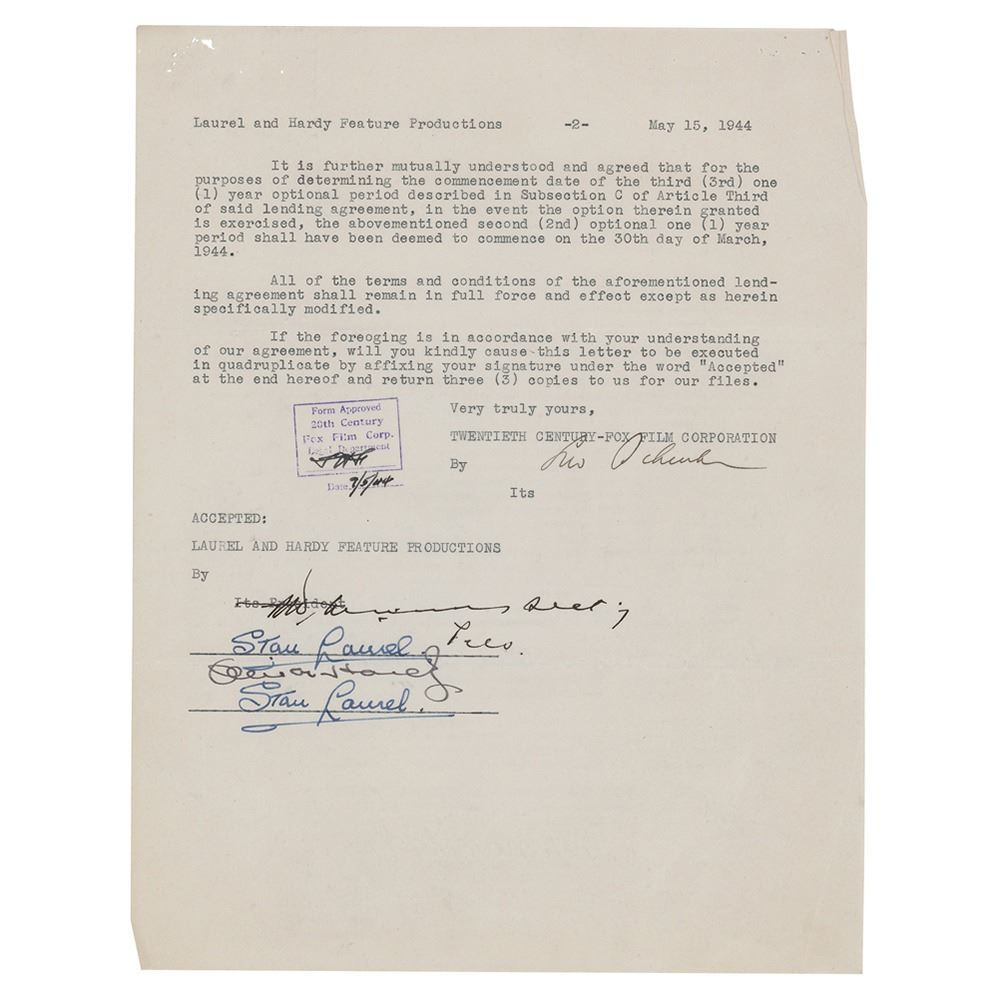 Laurel and Hardy Feature Productions -2- May 15, 1944
It is further mutually understood and agreed that for the
purposes of determining the commencement date of the third (3rd) one
(1) year optional period described in Subsection C of Article Third
of said lending agreement, in the event the option therein granted
is exercised, the abovementioned second (2nd) optional one (1) year
period shall have been deemed to commence on the 30th day of March,
1944.
All of the terms and conditions of the aforementioned lend-
ing agreement shall remain in full force and effect except as herein
specifically modified.
If the foreoging is in accordance with your understanding
of our agreement, will you kindly cause this letter to be executed
in quadruplicate by affixing your signature under the word "Accepted"
at the end hereof and return three (3) copies to us for our files.
Very truly yours,
Form Approved
20th Century
Fox Film Corp.
Legal Department
Date
TWENTIETH CENTURY-FOX FILM CORPORATION
By
Its
ACCEPTED:
LAUREL AND HARDY FEATURE PRODUCTIONS
By
Its President
Stan Laurel.
Oliver Hardy
Stan Laurel.